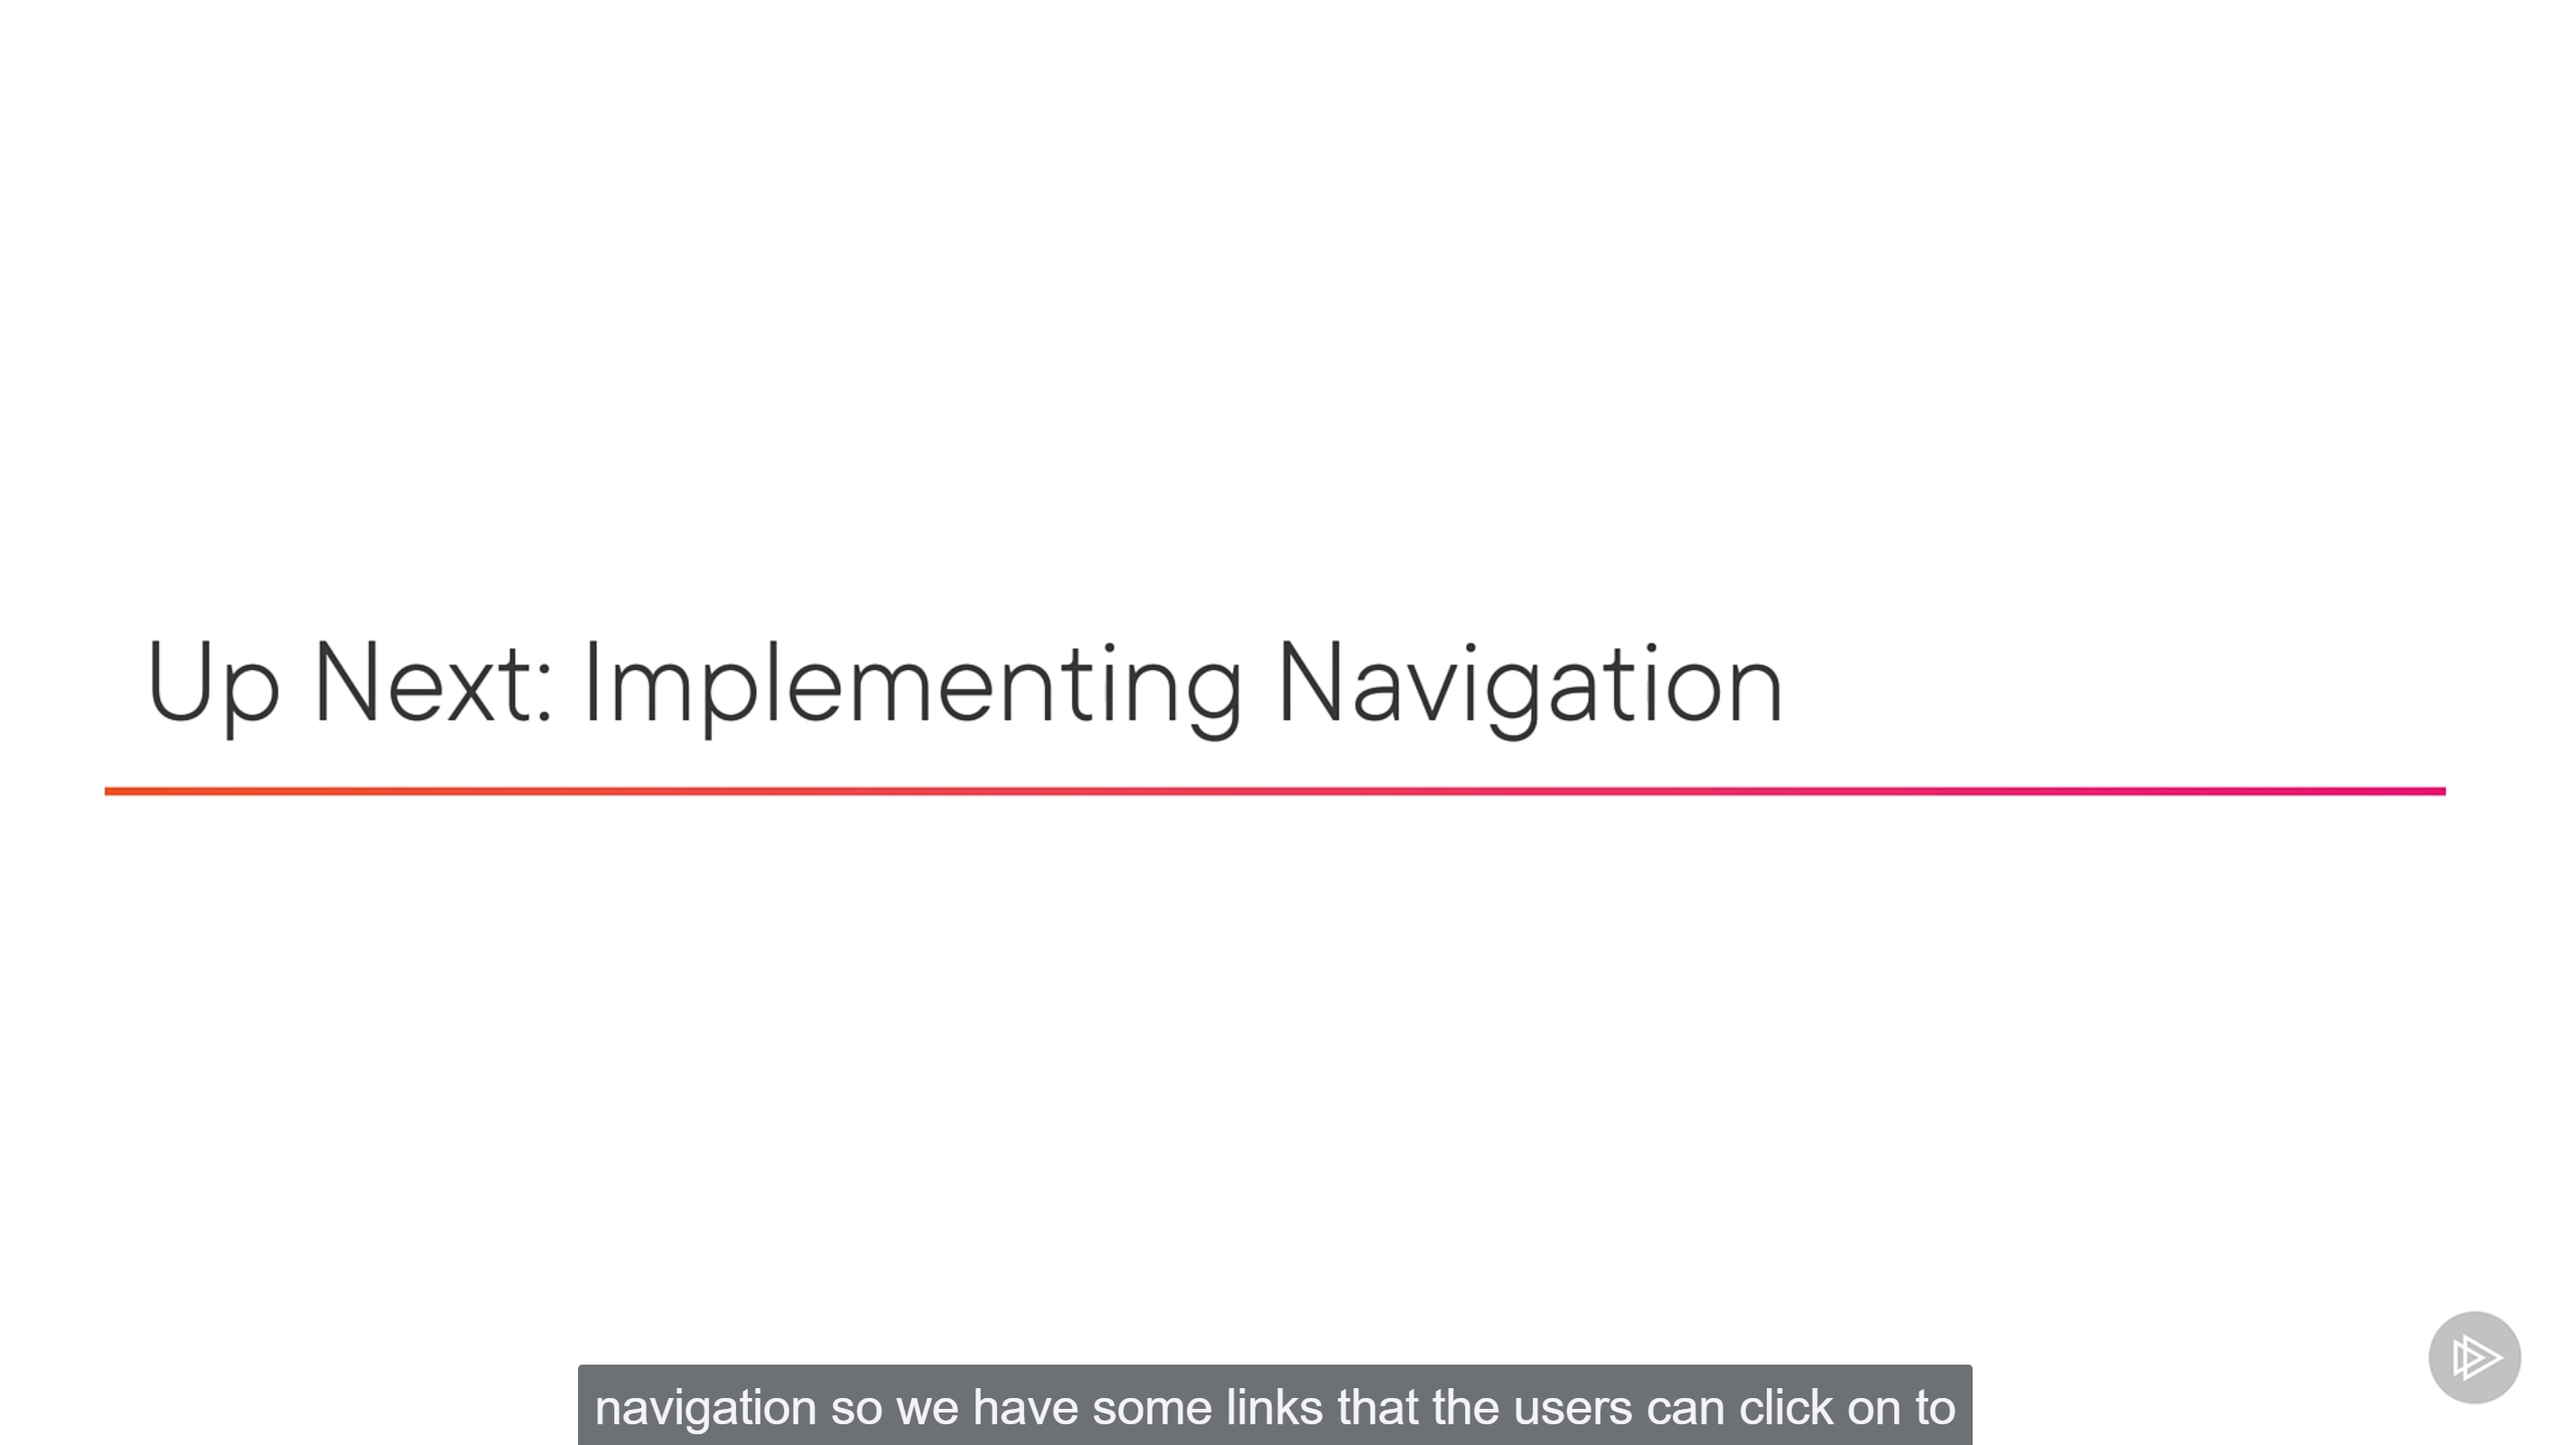 Up Next: Implementing Navigation
navigation so we have some links that the users can click on to